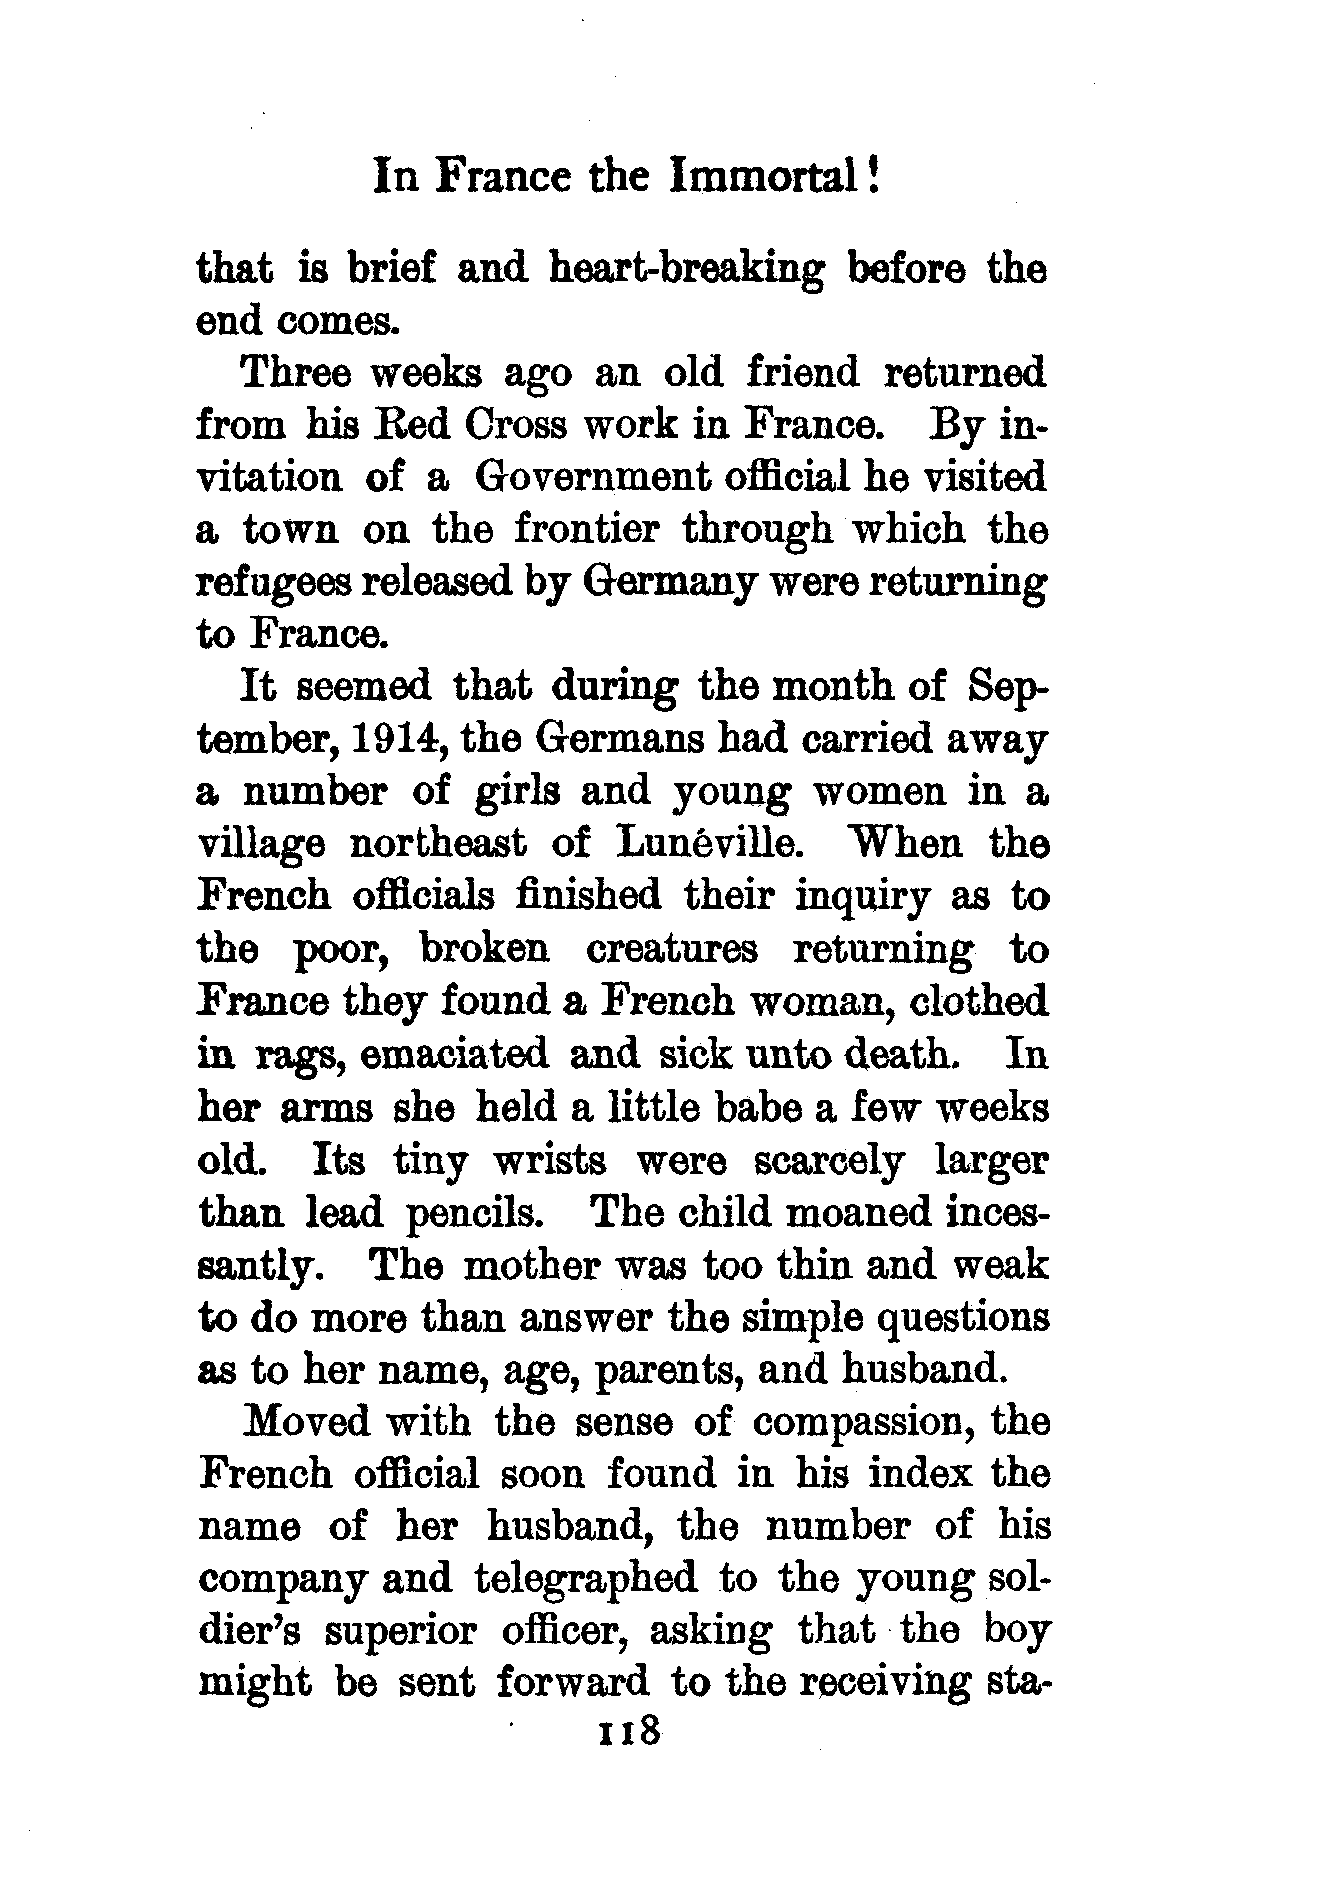 In France the Immortal!
that is brief and heart-breaking before the
end comes.
Three weeks ago an old friend returned
from his Red Cross work in France. By in-
vitation of a Government official he visited
a town on the frontier through which the
refugees released by Germany were returning
to France.
It seemed that during the month of Sep-
tember, 1914, the Germans had carried away
a number of girls and young women in a
village northeast of Lunéville. When the
French officials finished their inquiry as to
the poor, broken creatures returning to
France they found a French woman, clothed
in rags, emaciated and sick unto death. In
her arms she held a little babe a few weeks
old. Its tiny wrists were scarcely larger
than lead pencils. The child moaned inces-
santly. The mother was too thin and weak
to do more than answer the simple questions
as to her name, age, parents, and husband.
Moved with the sense of compassion, the
French official soon found in his index the
name of her husband, the number of his
company and telegraphed to the young sol-
dier's superior officer, asking that the boy
might be sent forward to the receiving sta-
118